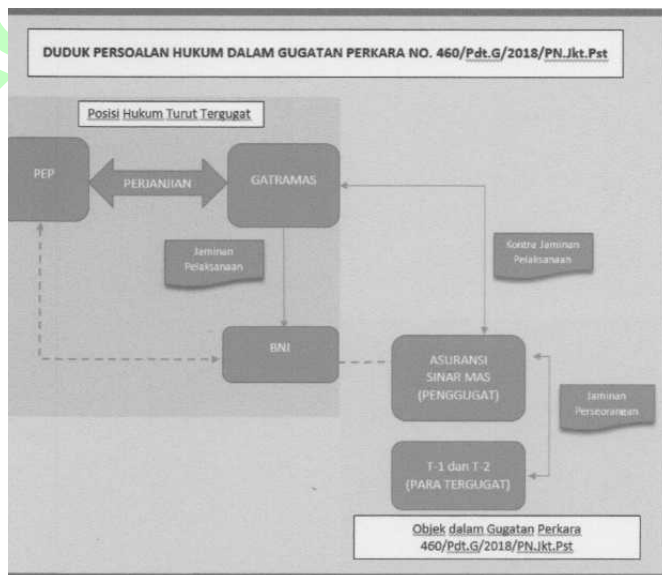 DUDUK PERSOALAN HUKUM DALAM GUGATAN PERKARA NO. 460/Pdt.G/2018/PN.Jkt.Pst
Posisi Hukum Turut Tergugat
PEP
PERJANJIAN
GATRAMAS
Jaminan
Pelaksanaan
Kontra Jaminan
Pelaksanaan
BNI
ASURANSI
SINAR MAS
(PENGGUGAT)
Jaminan
Perseorangan
T-1 dan T-2
(PARA TERGUGAT)
Objek dalam Gugatan Perkara
460/Pdt.G/2018/PN.Jkt.Pst